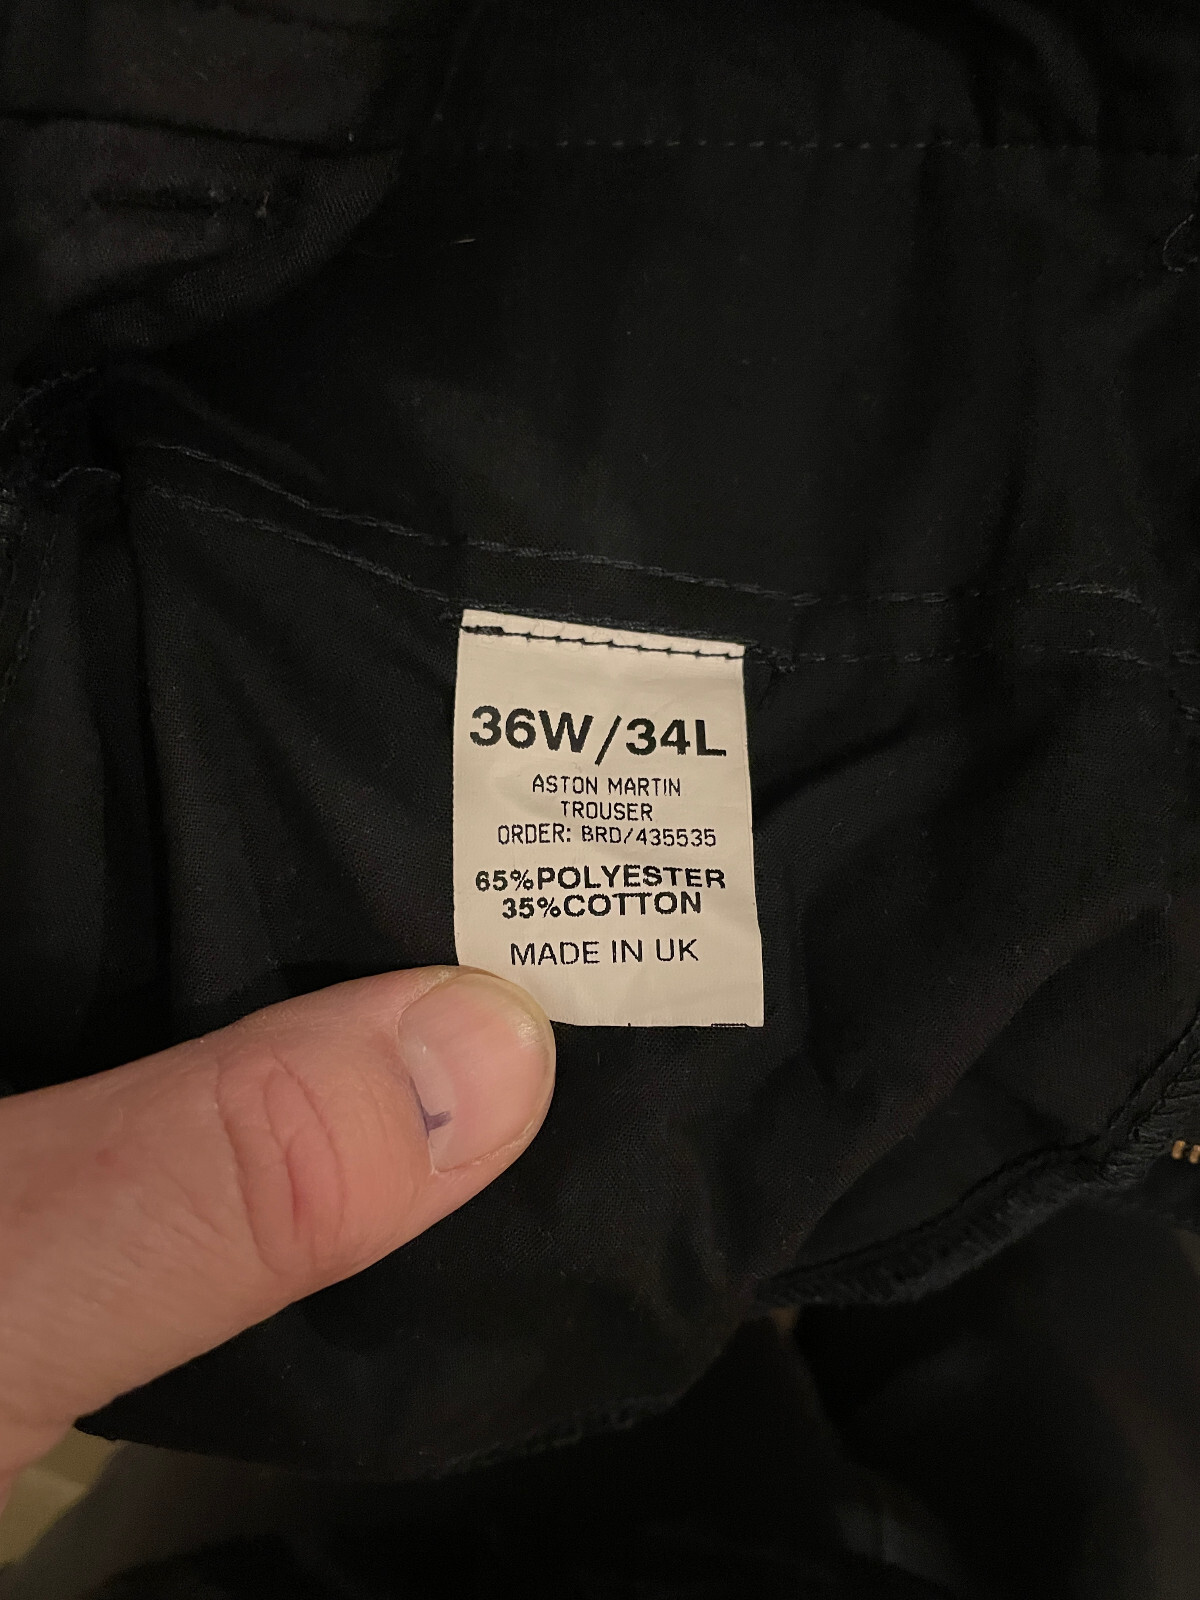 36W/34L
ASTON MARTIN
TROUSER
ORDER: BRD/435535
65%POLYESTER
35%COTTON
MADE IN UK